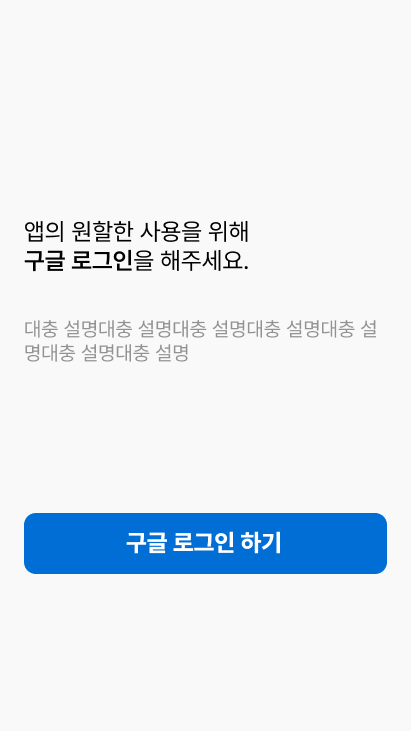 앱의 원할한 사용을 위해
구글 로그인을 해주세요.
대충 설명대충 설명대충 설명대충 설명대충 설
명대충 설명대충 설명
구글 로그인 하기